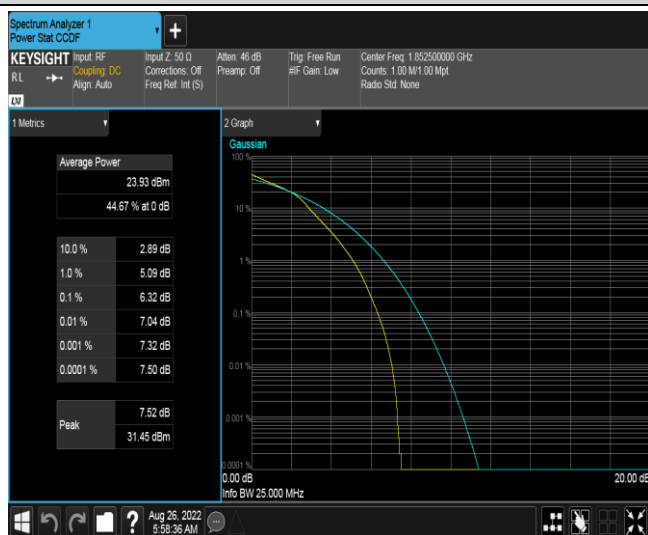 Spectrum Analyzer 1
Power Stat CCDF
KEYSIGHT
R L
Input: RF
Coupling: DC
Align: Auto
Input Z: 50 Ω
Corrections: Off
Freq Ref: Int (S)
Atten: 46 dB
Preamp: Off
Trig: Free Run
#IF Gain: Low
Center Freq: 1.852500000 GHz
Counts: 1.00 M/1.00 Mpt
Radio Std: None
1 Metrics
Average Power
23.93 dBm
44.67 % at 0 dB
10.0 % 2.89 dB
1.0 % 5.09 dB
0.1 % 6.32 dB
0.01 % 7.04 dB
0.001 % 7.32 dB
0.0001 % 7.50 dB
Peak
7.52 dB
31.45 dBm
2 Graph
Gaussian
100 %
10 %
1 %
0.1 %
0.01 %
0.001 %
0.0001 %
0.00 dB
20.00 dB
Info BW 25.000 MHz
Aug 26, 2022
5:58:36 AM